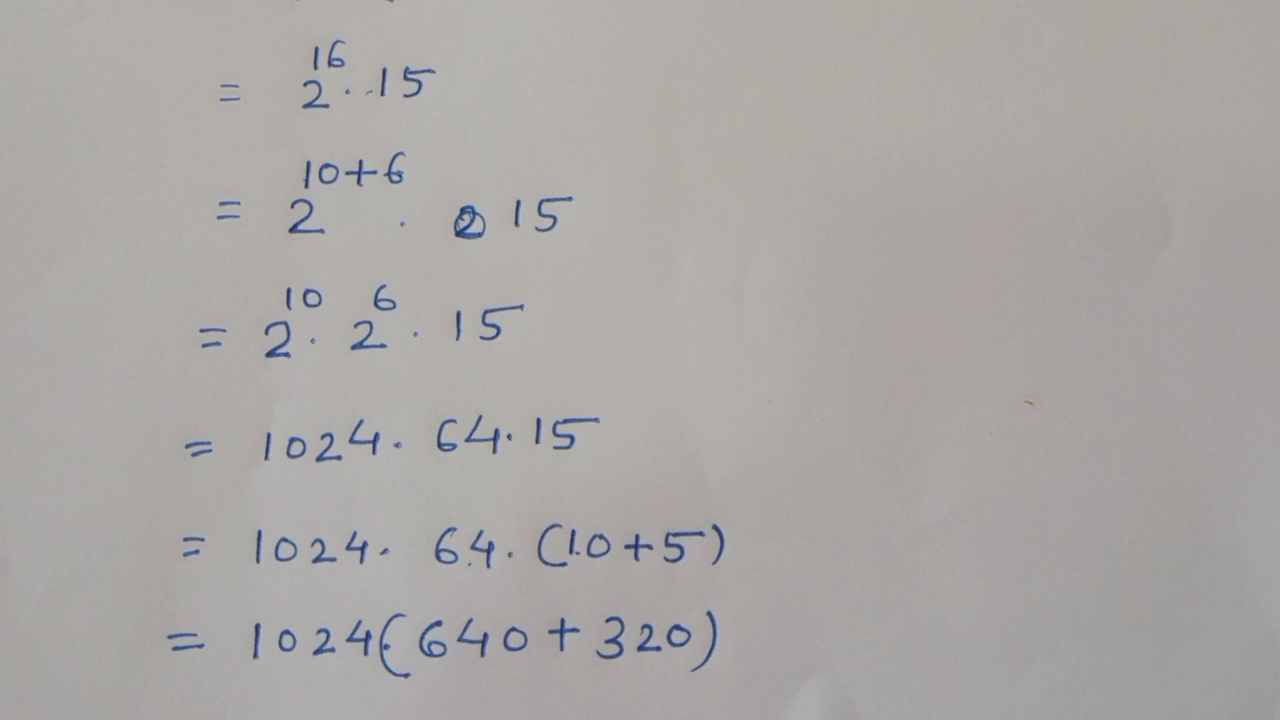 = 2^16 · 15
= 2^10+6 · 15
= 2^10 · 2^6 · 15
= 1024 · 64 · 15
= 1024 · 64 · (10+5)
= 1024(640+320)